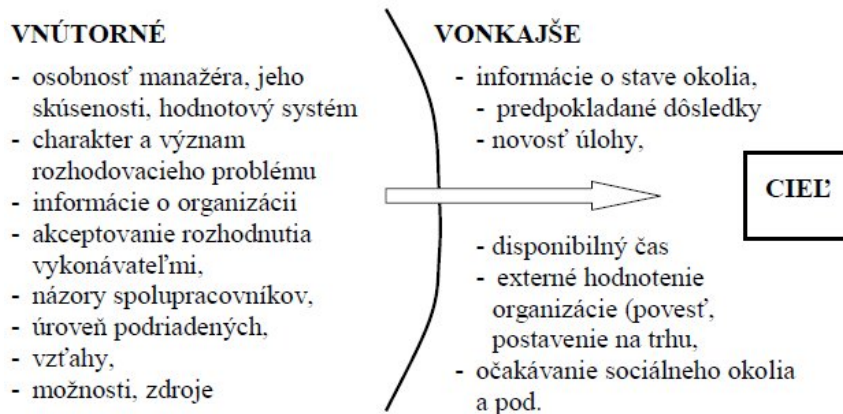 VNÚTORNÉ
- osobnosť manažéra, jeho
skúsenosti, hodnotový systém
- charakter a význam
rozhodovacieho problému
- informácie o organizácii
- akceptovanie rozhodnutia
vykonávateľmi,
- názory spolupracovníkov,
- úroveň podriadených,
- vzťahy,
- možnosti, zdroje
VONKAJŠE
- informácie o stave okolia,
- predpokladané dôsledky
- novosť úlohy,
- disponibilný čas
- externé hodnotenie
organizácie (povesť,
postavenie na trhu,
- očakávanie sociálneho okolia
a pod.
CIEĽ